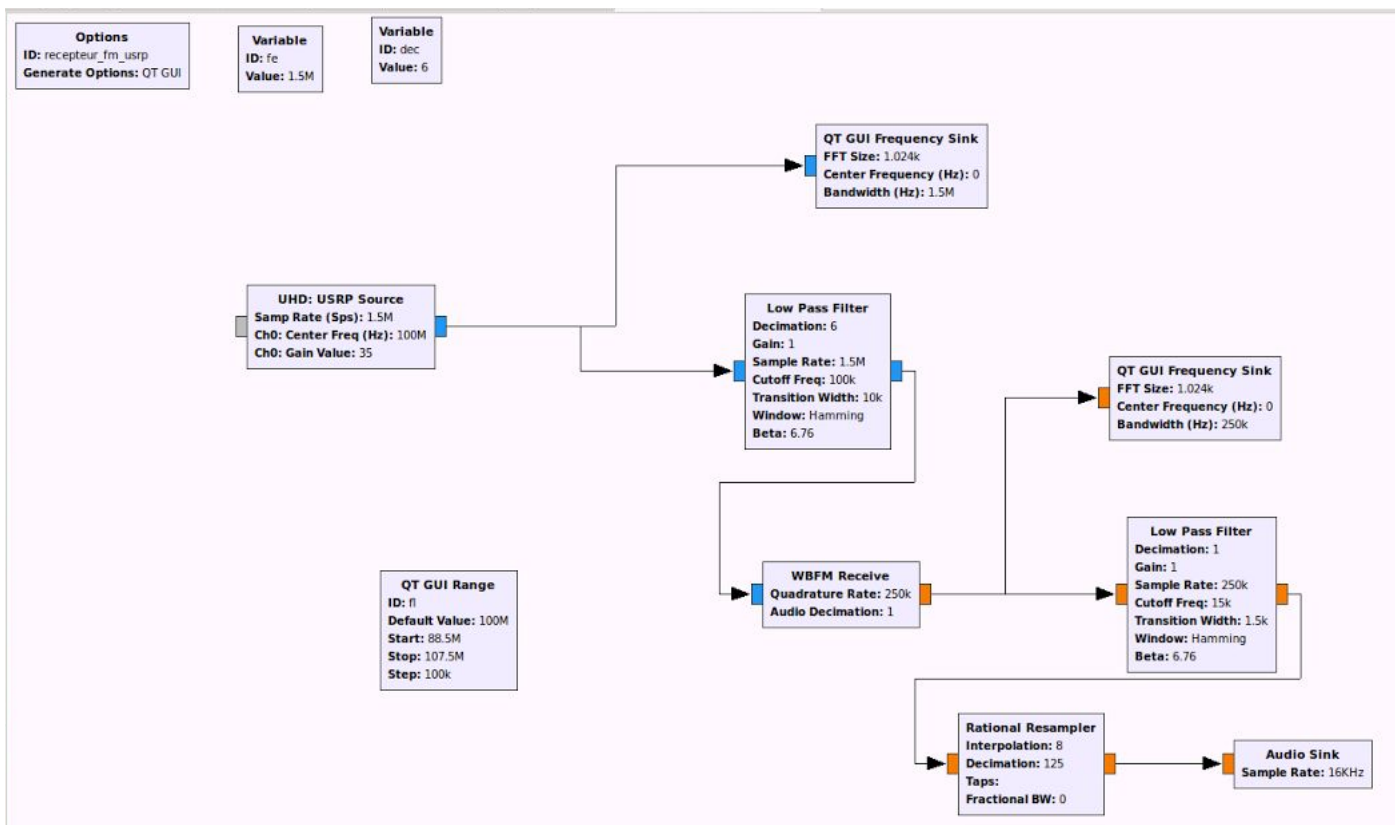 Options
ID: recepteur_fm_usrp
Generate Options: QT GUI
Variable
ID: fe
Value: 1.5M
Variable
ID: dec
Value: 6
QT GUI Frequency Sink
FFT Size: 1.024k
Center Frequency (Hz): 0
Bandwidth (Hz): 1.5M
UHD: USRP Source
Samp Rate (Sps): 1.5M
Ch0: Center Freq (Hz): 100M
Ch0: Gain Value: 35
Low Pass Filter
Decimation: 6
Gain: 1
Sample Rate: 1.5M
Cutoff Freq: 100k
Transition Width: 10k
Window: Hamming
Beta: 6.76
QT GUI Frequency Sink
FFT Size: 1.024k
Center Frequency (Hz): 0
Bandwidth (Hz): 250k
WBFM Receive
Quadrature Rate: 250k
Audio Decimation: 1
Low Pass Filter
Decimation: 1
Gain: 1
Sample Rate: 250k
Cutoff Freq: 15k
Transition Width: 1.5k
Window: Hamming
Beta: 6.76
QT GUI Range
ID: fl
Default Value: 100M
Start: 88.5M
Stop: 107.5M
Step: 100k
Rational Resampler
Interpolation: 8
Decimation: 125
Taps:
Fractional BW: 0
Audio Sink
Sample Rate: 16KHz